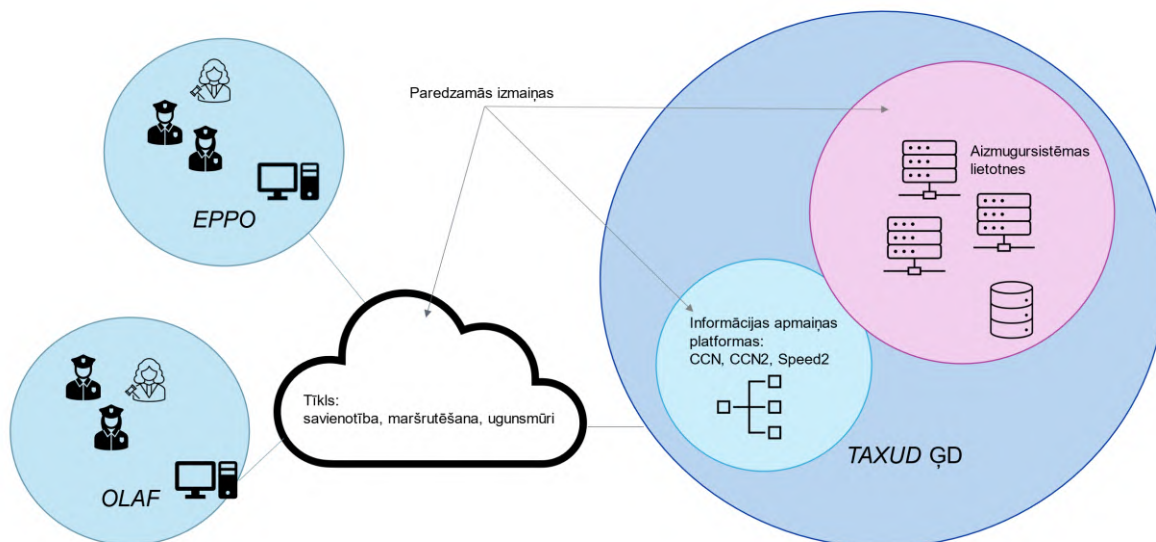 Paredzamās izmaiņas
EPPO
Aizmugursistēmas
lietotnes
Informācijas apmaiņas
platformas:
CCN, CCN2, Speed2
Tīkls:
savienotība, maršrutēšana, ugunsmūri
TAXUD ĢD
OLAF